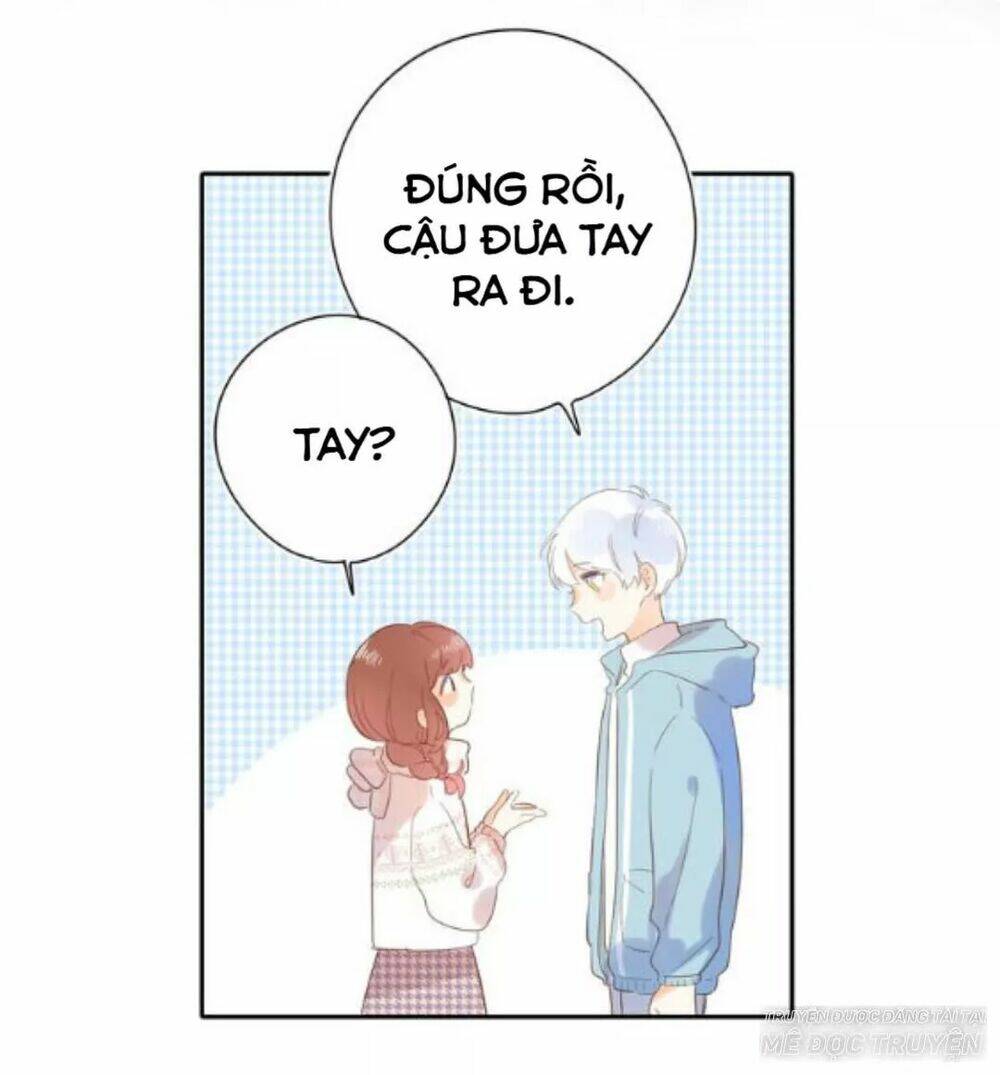 ĐÚNG RỒI,
CẬU ĐƯA TAY
RA ĐI.
TAY?
TRUYỆN ĐƯỢC ĐĂNG TẢI TẠI
MÊ ĐỌC TRUYỆN